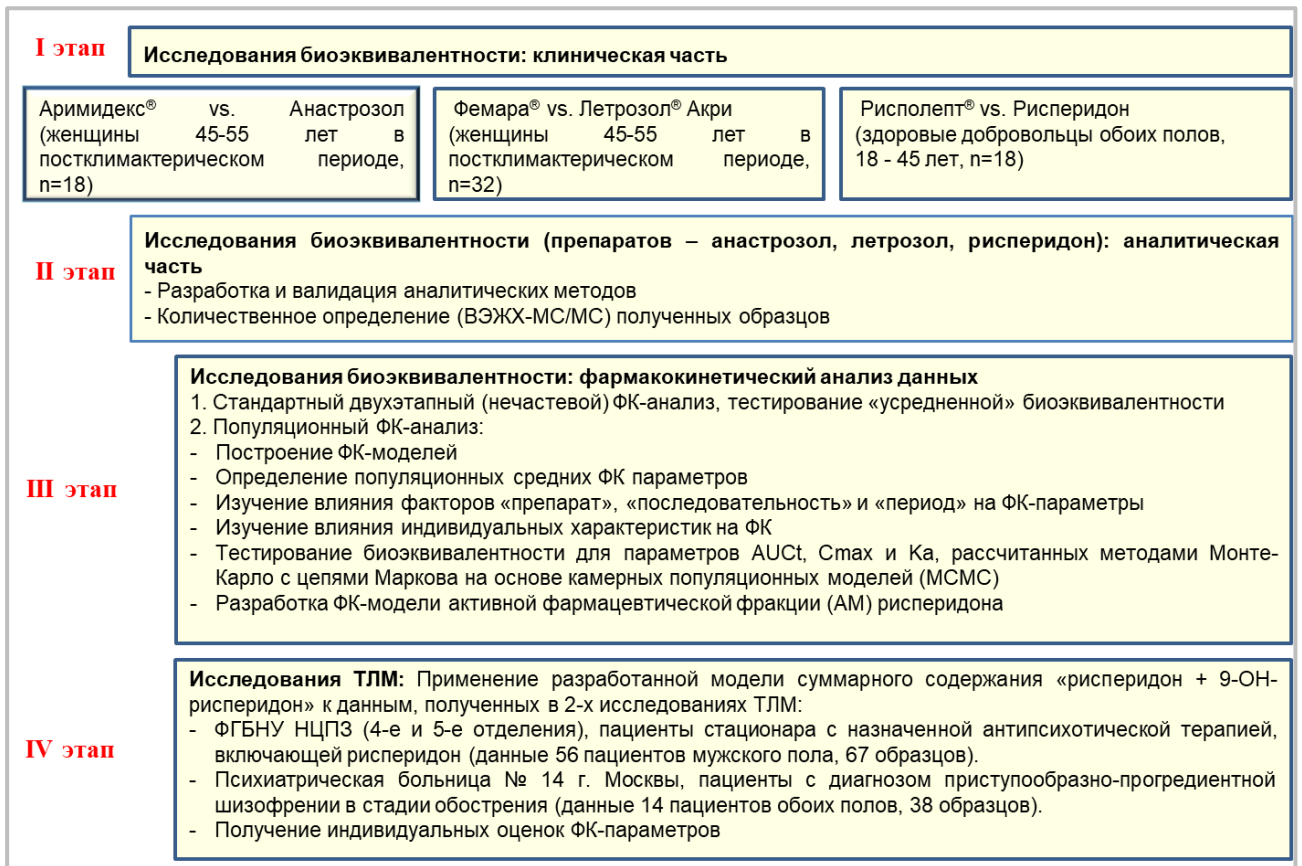 I этап
Исследования биоэквивалентности: клиническая часть
Аримидекс® vs. Анастрозол
(женщины 45-55 лет в
постклимактерическом периоде,
n=18)
Фемара® vs. Летрозол® Акри
(женщины 45-55 лет в
постклимактерическом периоде,
n=32)
Рисполепт® vs. Рисперидон
(здоровые добровольцы обоих полов,
18 - 45 лет, n=18)
II этап
Исследования биоэквивалентности (препаратов – анастрозол, летрозол, рисперидон): аналитическая
часть
- Разработка и валидация аналитических методов
- Количественное определение (ВЭЖХ-МС/МС) полученных образцов
III этап
Исследования биоэквивалентности: фармакокинетический анализ данных
1. Стандартный двухэтапный (нечастевой) ФК-анализ, тестирование «усредненной» биоэквивалентности
2. Популяционный ФК-анализ:
- Построение ФК-моделей
- Определение популяционных средних ФК параметров
- Изучение влияния факторов «препарат», «последовательность» и «период» на ФК-параметры
- Изучение влияния индивидуальных характеристик на ФК
- Тестирование биоэквивалентности для параметров AUCt, Cmax и Ka, рассчитанных методами Монте-
Карло с цепями Маркова на основе камерных популяционных моделей (МСМС)
- Разработка ФК-модели активной фармацевтической фракции (АМ) рисперидона
IV этап
Исследования ТЛМ: Применение разработанной модели суммарного содержания «рисперидон + 9-ОН-
рисперидон» к данным, полученных в 2-х исследованиях ТЛМ:
- ФГБНУ НЦПЗ (4-е и 5-е отделения), пациенты стационара с назначенной антипсихотической терапией,
включающей рисперидон (данные 56 пациентов мужского пола, 67 образцов).
- Психиатрическая больница № 14 г. Москвы, пациенты с диагнозом приступообразно-прогредиентной
шизофрении в стадии обострения (данные 14 пациентов обоих полов, 38 образцов).
- Получение индивидуальных оценок ФК-параметров